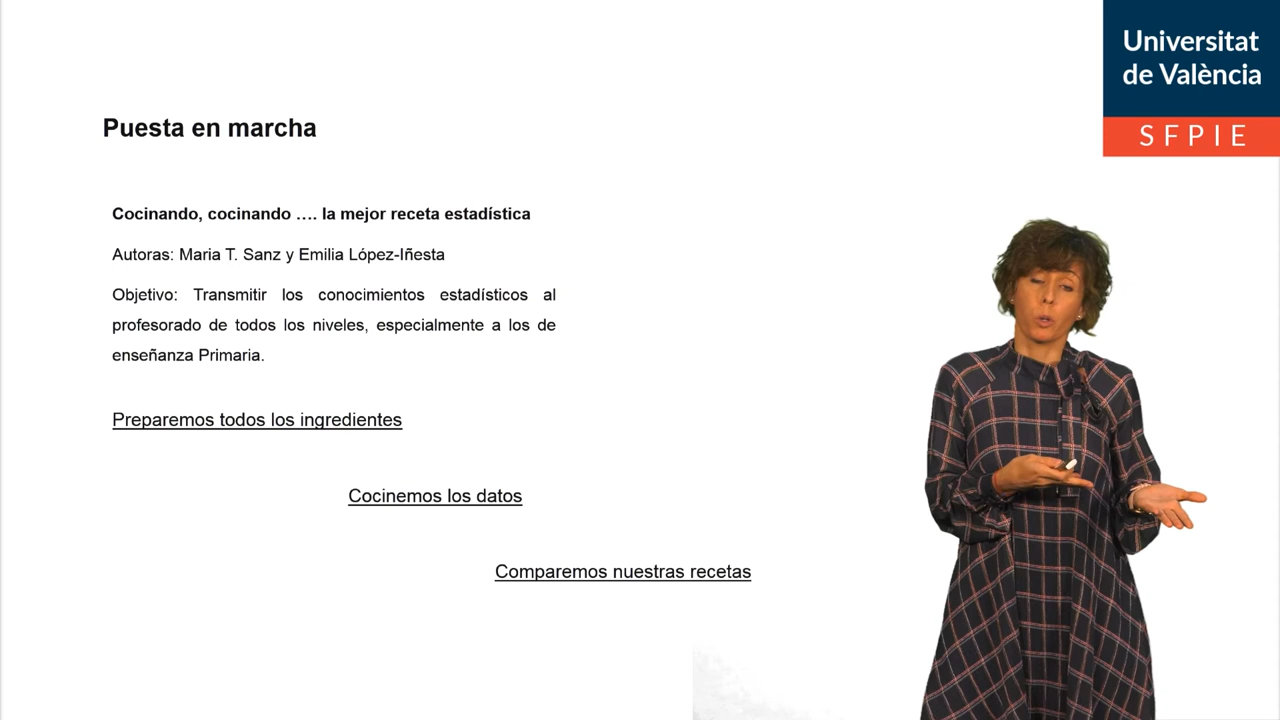 Universitat
de València
SFPIE
Puesta en marcha
Cocinando, cocinando …. la mejor receta estadística
Autoras: Maria T. Sanz y Emilia López-Iñesta
Objetivo: Transmitir los conocimientos estadísticos al
profesorado de todos los niveles, especialmente a los de
enseñanza Primaria.
Preparemos todos los ingredientes
Cocinemos los datos
Comparemos nuestras recetas